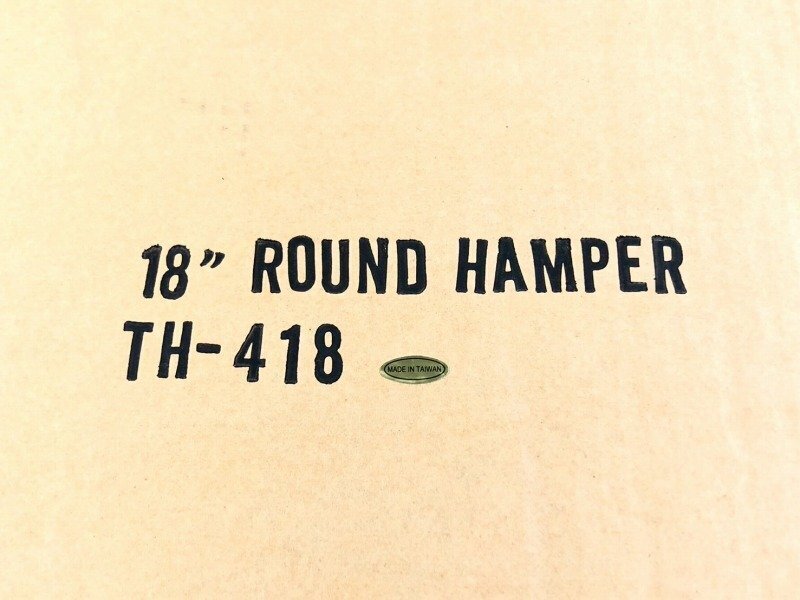 18” ROUND HAMPER
TH-418
MADE IN TAIWAN